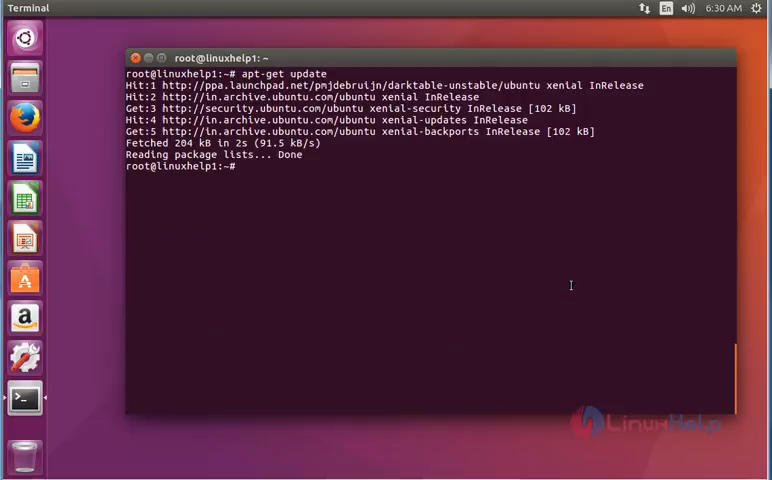 Terminal
En
6:30 AM
root@linuxhelp1: ~
root@linuxhelp1:~# apt-get update
Hit:1 http://ppa.launchpad.net/pmjdebruijn/darktable-unstable/ubuntu xenial InRelease
Hit:2 http://in.archive.ubuntu.com/ubuntu xenial InRelease
Get:3 http://security.ubuntu.com/ubuntu xenial-security InRelease [102 kB]
Hit:4 http://in.archive.ubuntu.com/ubuntu xenial-updates InRelease
Get:5 http://in.archive.ubuntu.com/ubuntu xenial-backports InRelease [102 kB]
Fetched 204 kB in 2s (91.5 kB/s)
Reading package lists... Done
root@linuxhelp1:~#
LinuxHelp